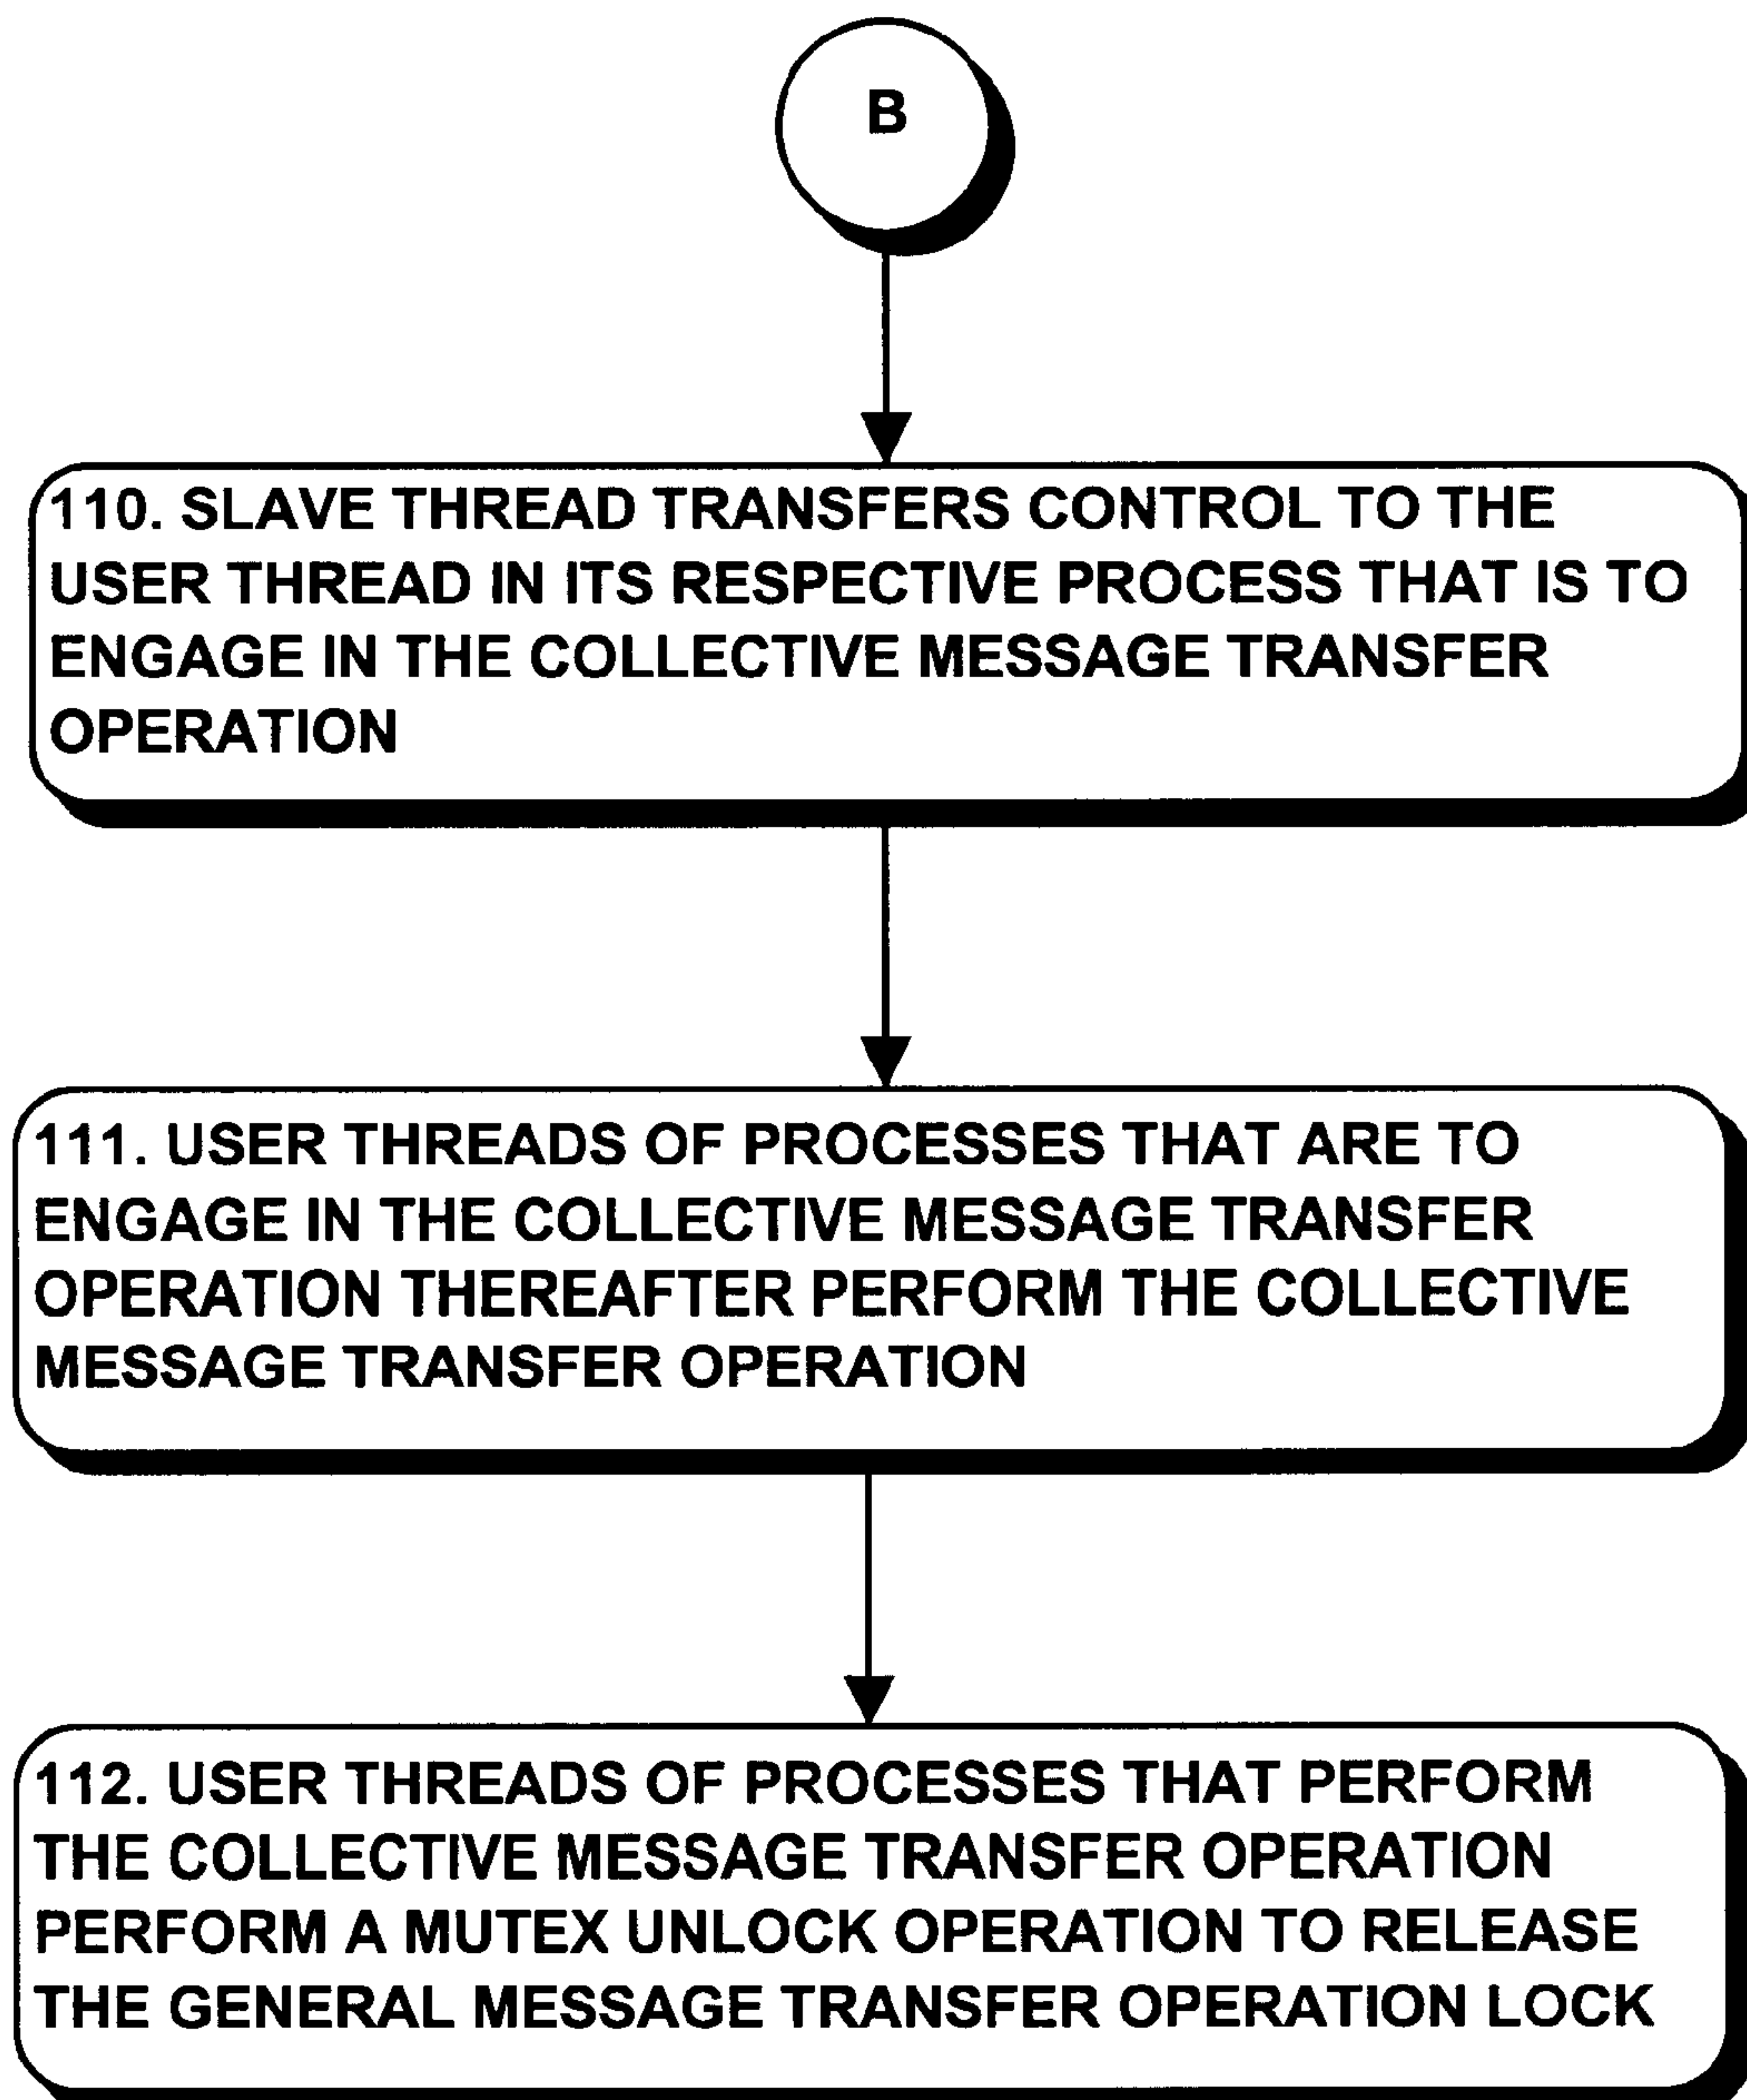 B
110. SLAVE THREAD TRANSFERS CONTROL TO THE
USER THREAD IN ITS RESPECTIVE PROCESS THAT IS TO
ENGAGE IN THE COLLECTIVE MESSAGE TRANSFER
OPERATION
111. USER THREADS OF PROCESSES THAT ARE TO
ENGAGE IN THE COLLECTIVE MESSAGE TRANSFER
OPERATION THEREAFTER PERFORM THE COLLECTIVE
MESSAGE TRANSFER OPERATION
112. USER THREADS OF PROCESSES THAT PERFORM
THE COLLECTIVE MESSAGE TRANSFER OPERATION
PERFORM A MUTEX UNLOCK OPERATION TO RELEASE
THE GENERAL MESSAGE TRANSFER OPERATION LOCK